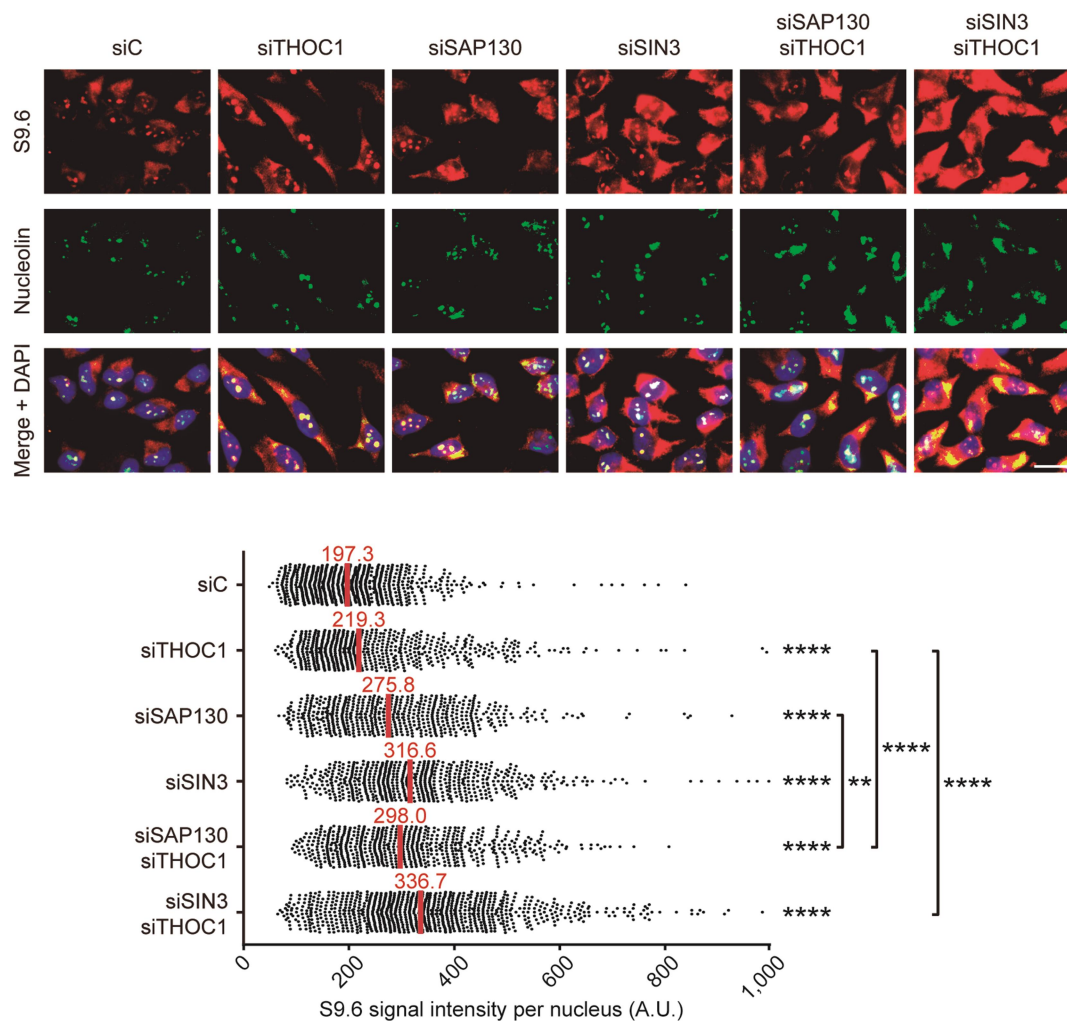 siC
siTHOC1
siSAP130
siSIN3
siSAP130
siTHOC1
siSIN3
siTHOC1
S9.6
Nucleolin
Merge + DAPI
siC
197.3
siTHOC1
219.3
****
siSAP130
275.8
****
siSIN3
316.6
****
siSAP130
siTHOC1
298.0
****
siSIN3
siTHOC1
336.7
****
**
****
****
0
200
400
600
800
1,000
S9.6 signal intensity per nucleus (A.U.)